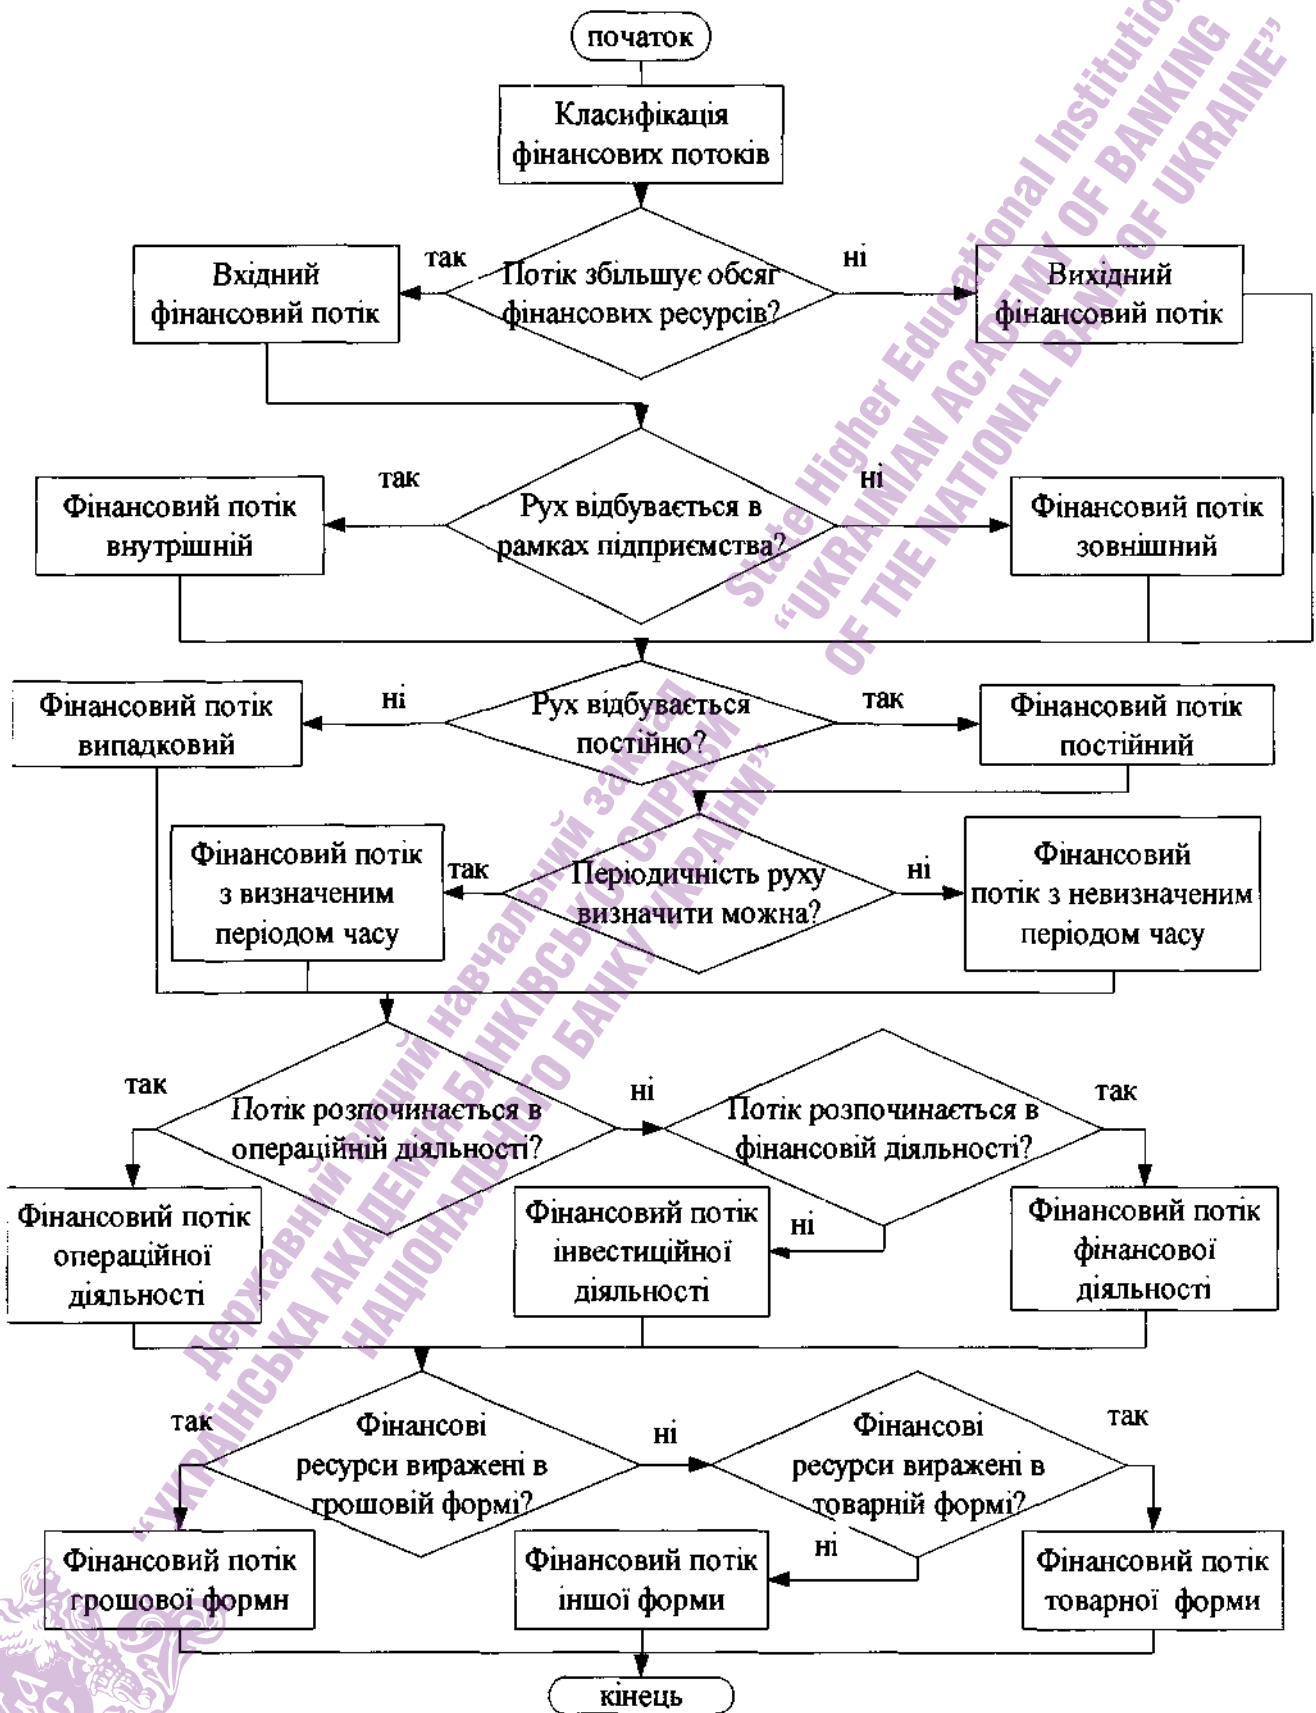 початок
Класифікація
фінансових потоків
так
ні
Вхідний
фінансовий потік
Потік збільшує обсяг
фінансових ресурсів?
Вихідний
фінансовий потік
так
ні
Фінансовий потік
внутрішній
Рух відбувається в
рамках підприємства?
Фінансовий потік
зовнішний
ні
так
Фінансовий потік
випадковий
Рух відбувається
постійно?
Фінансовий потік
постійний
так
ні
Фінансовий потік
з визначеним
періодом часу
Періодичність руху
визначити можна?
Фінансовий
потік з невизначеним
періодом часу
так
ні
так
Потік розпочинається в
операційній діяльності?
Потік розпочинається в
фінансовій діяльності?
ні
Фінансовий потік
операційної
діяльності
Фінансовий потік
інвестиційної
діяльності
Фінансовий потік
фінансової
діяльності
так
ні
так
Фінансові
ресурси виражені в
грошовій формі?
Фінансові
ресурси виражені в
товарній формі?
ні
Фінансовий потік
грошової форми
Фінансовий потік
іншої форми
Фінансовий потік
товарної форми
кінець
State Higher Educational Institution
“UKRAINIAN ACADEMY OF BANKING
OF THE NATIONAL BANK OF UKRAINE”
Державний вищий навчальний заклад
“УКРАЇНСЬКА АКАДЕМІЯ БАНКІВСЬКОЇ СПРАВИ
НАЦІОНАЛЬНОГО БАНКУ УКРАЇНИ”